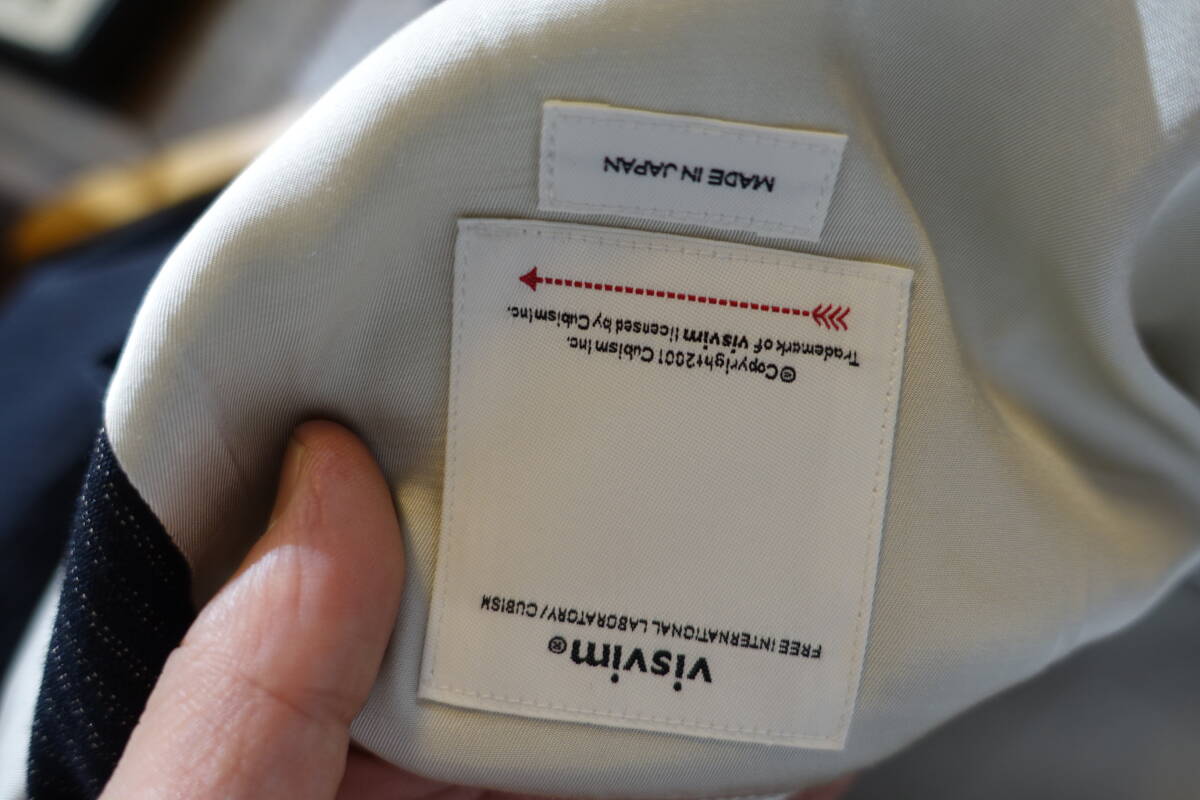 visvim®
FREE INTERNATIONAL LABORATORY/CUBISM
©Copyright2001 Cubism Inc.
Trademark of visvim licensed by Cubism Inc.
MADE IN JAPAN